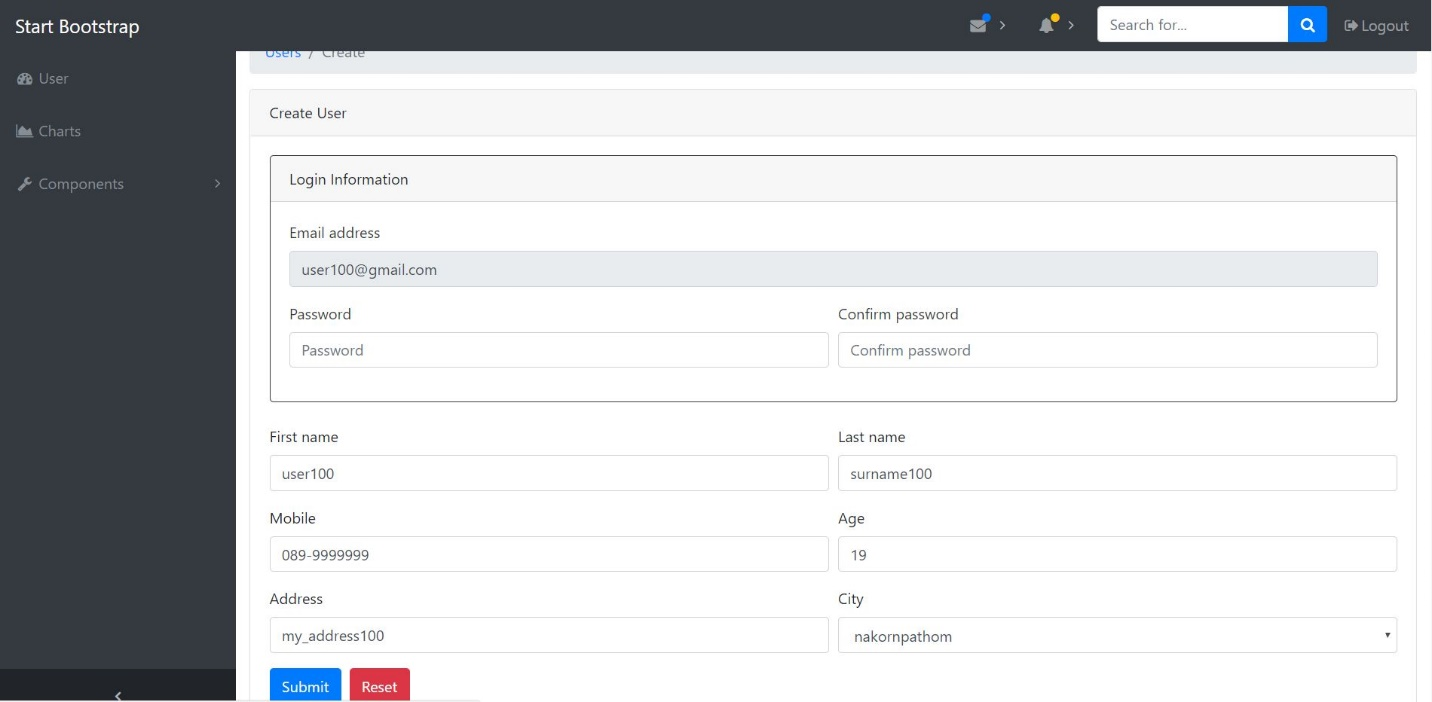 Start Bootstrap
Search for...
Logout
Users / Create
User
Charts
Components
Create User
Login Information
Email address
user100@gmail.com
Password
Confirm password
Password
Confirm password
First name
Last name
user100
surname100
Mobile
Age
089-9999999
19
Address
City
my_address100
nakornpathom
Submit
Reset